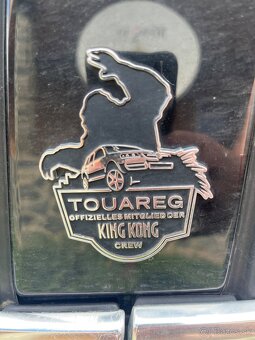 TOUAREG
OFFIZIELLES MITGLIED DER
KING KONG
CREW